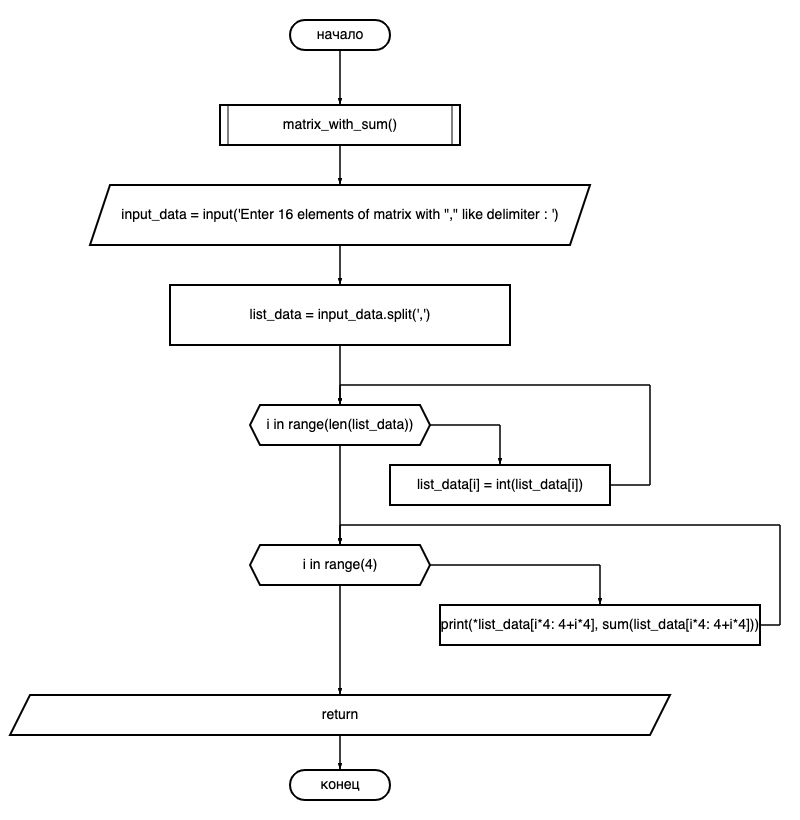 начало
matrix_with_sum()
input_data = input('Enter 16 elements of matrix with "," like delimiter : ')
list_data = input_data.split(',')
i in range(len(list_data))
list_data[i] = int(list_data[i])
i in range(4)
print(*list_data[i*4: 4+i*4], sum(list_data[i*4: 4+i*4]))
return
конец